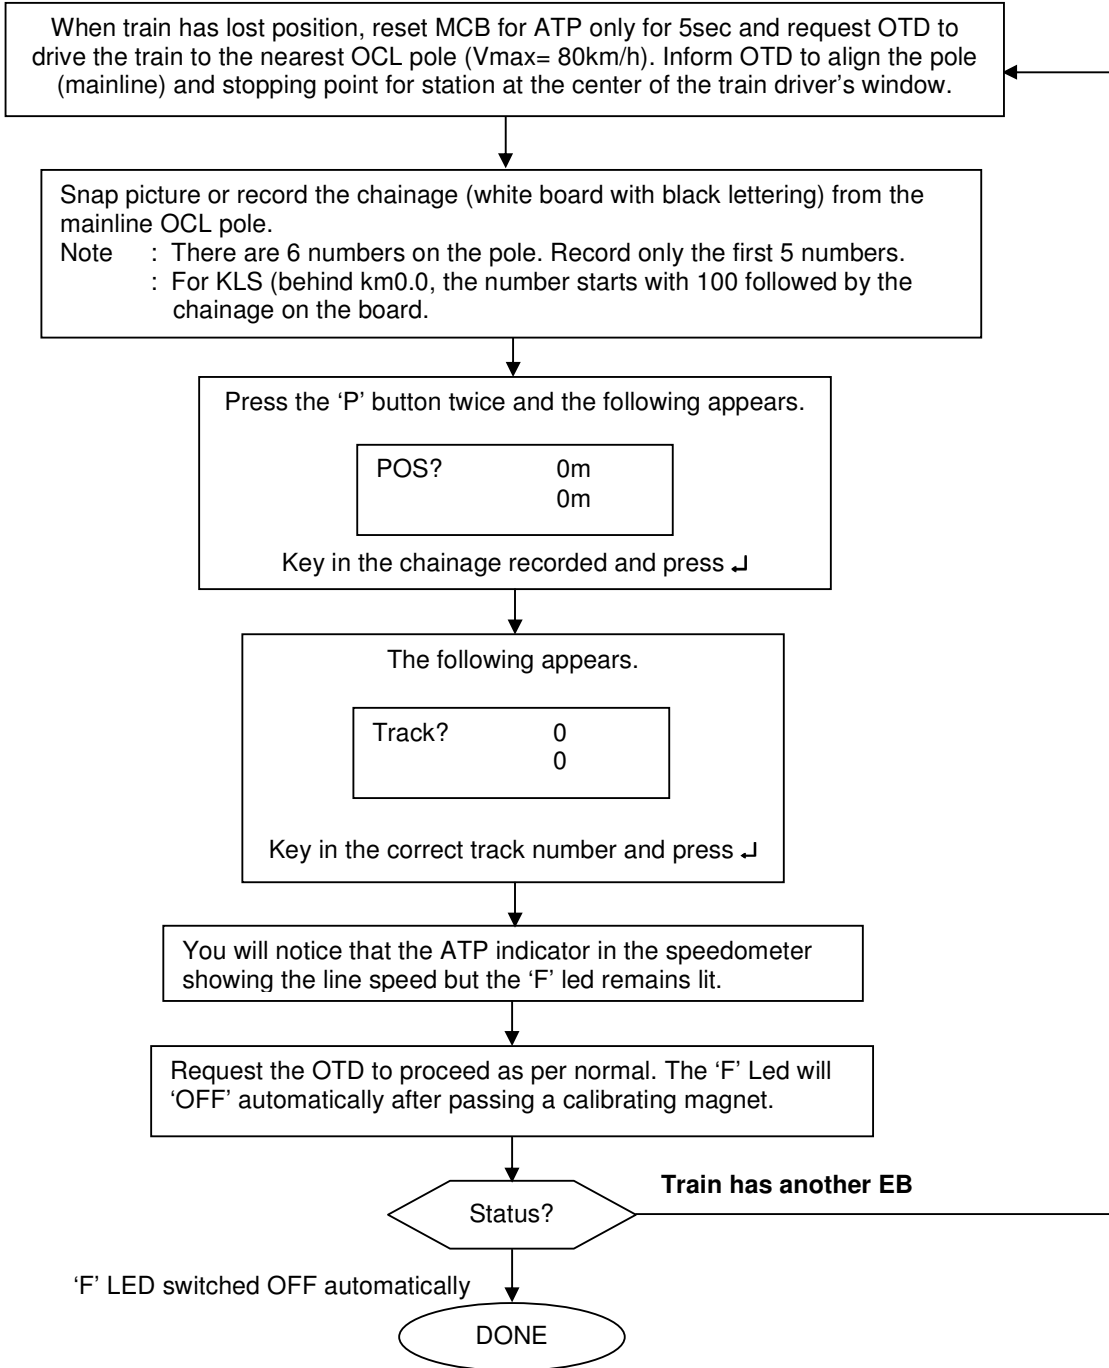 When train has lost position, reset MCB for ATP only for 5sec and request OTD to
drive the train to the nearest OCL pole (Vmax= 80km/h). Inform OTD to align the pole
(mainline) and stopping point for station at the center of the train driver’s window.
Snap picture or record the chainage (white board with black lettering) from the
mainline OCL pole.
Note : There are 6 numbers on the pole. Record only the first 5 numbers.
: For KLS (behind km0.0, the number starts with 100 followed by the
chainage on the board.
Press the ‘P’ button twice and the following appears.
POS? 0m
0m
Key in the chainage recorded and press ↵
The following appears.
Track? 0
0
Key in the correct track number and press ↵
You will notice that the ATP indicator in the speedometer
showing the line speed but the ‘F’ led remains lit.
Request the OTD to proceed as per normal. The ‘F’ Led will
‘OFF’ automatically after passing a calibrating magnet.
Train has another EB
Status?
‘F’ LED switched OFF automatically
DONE